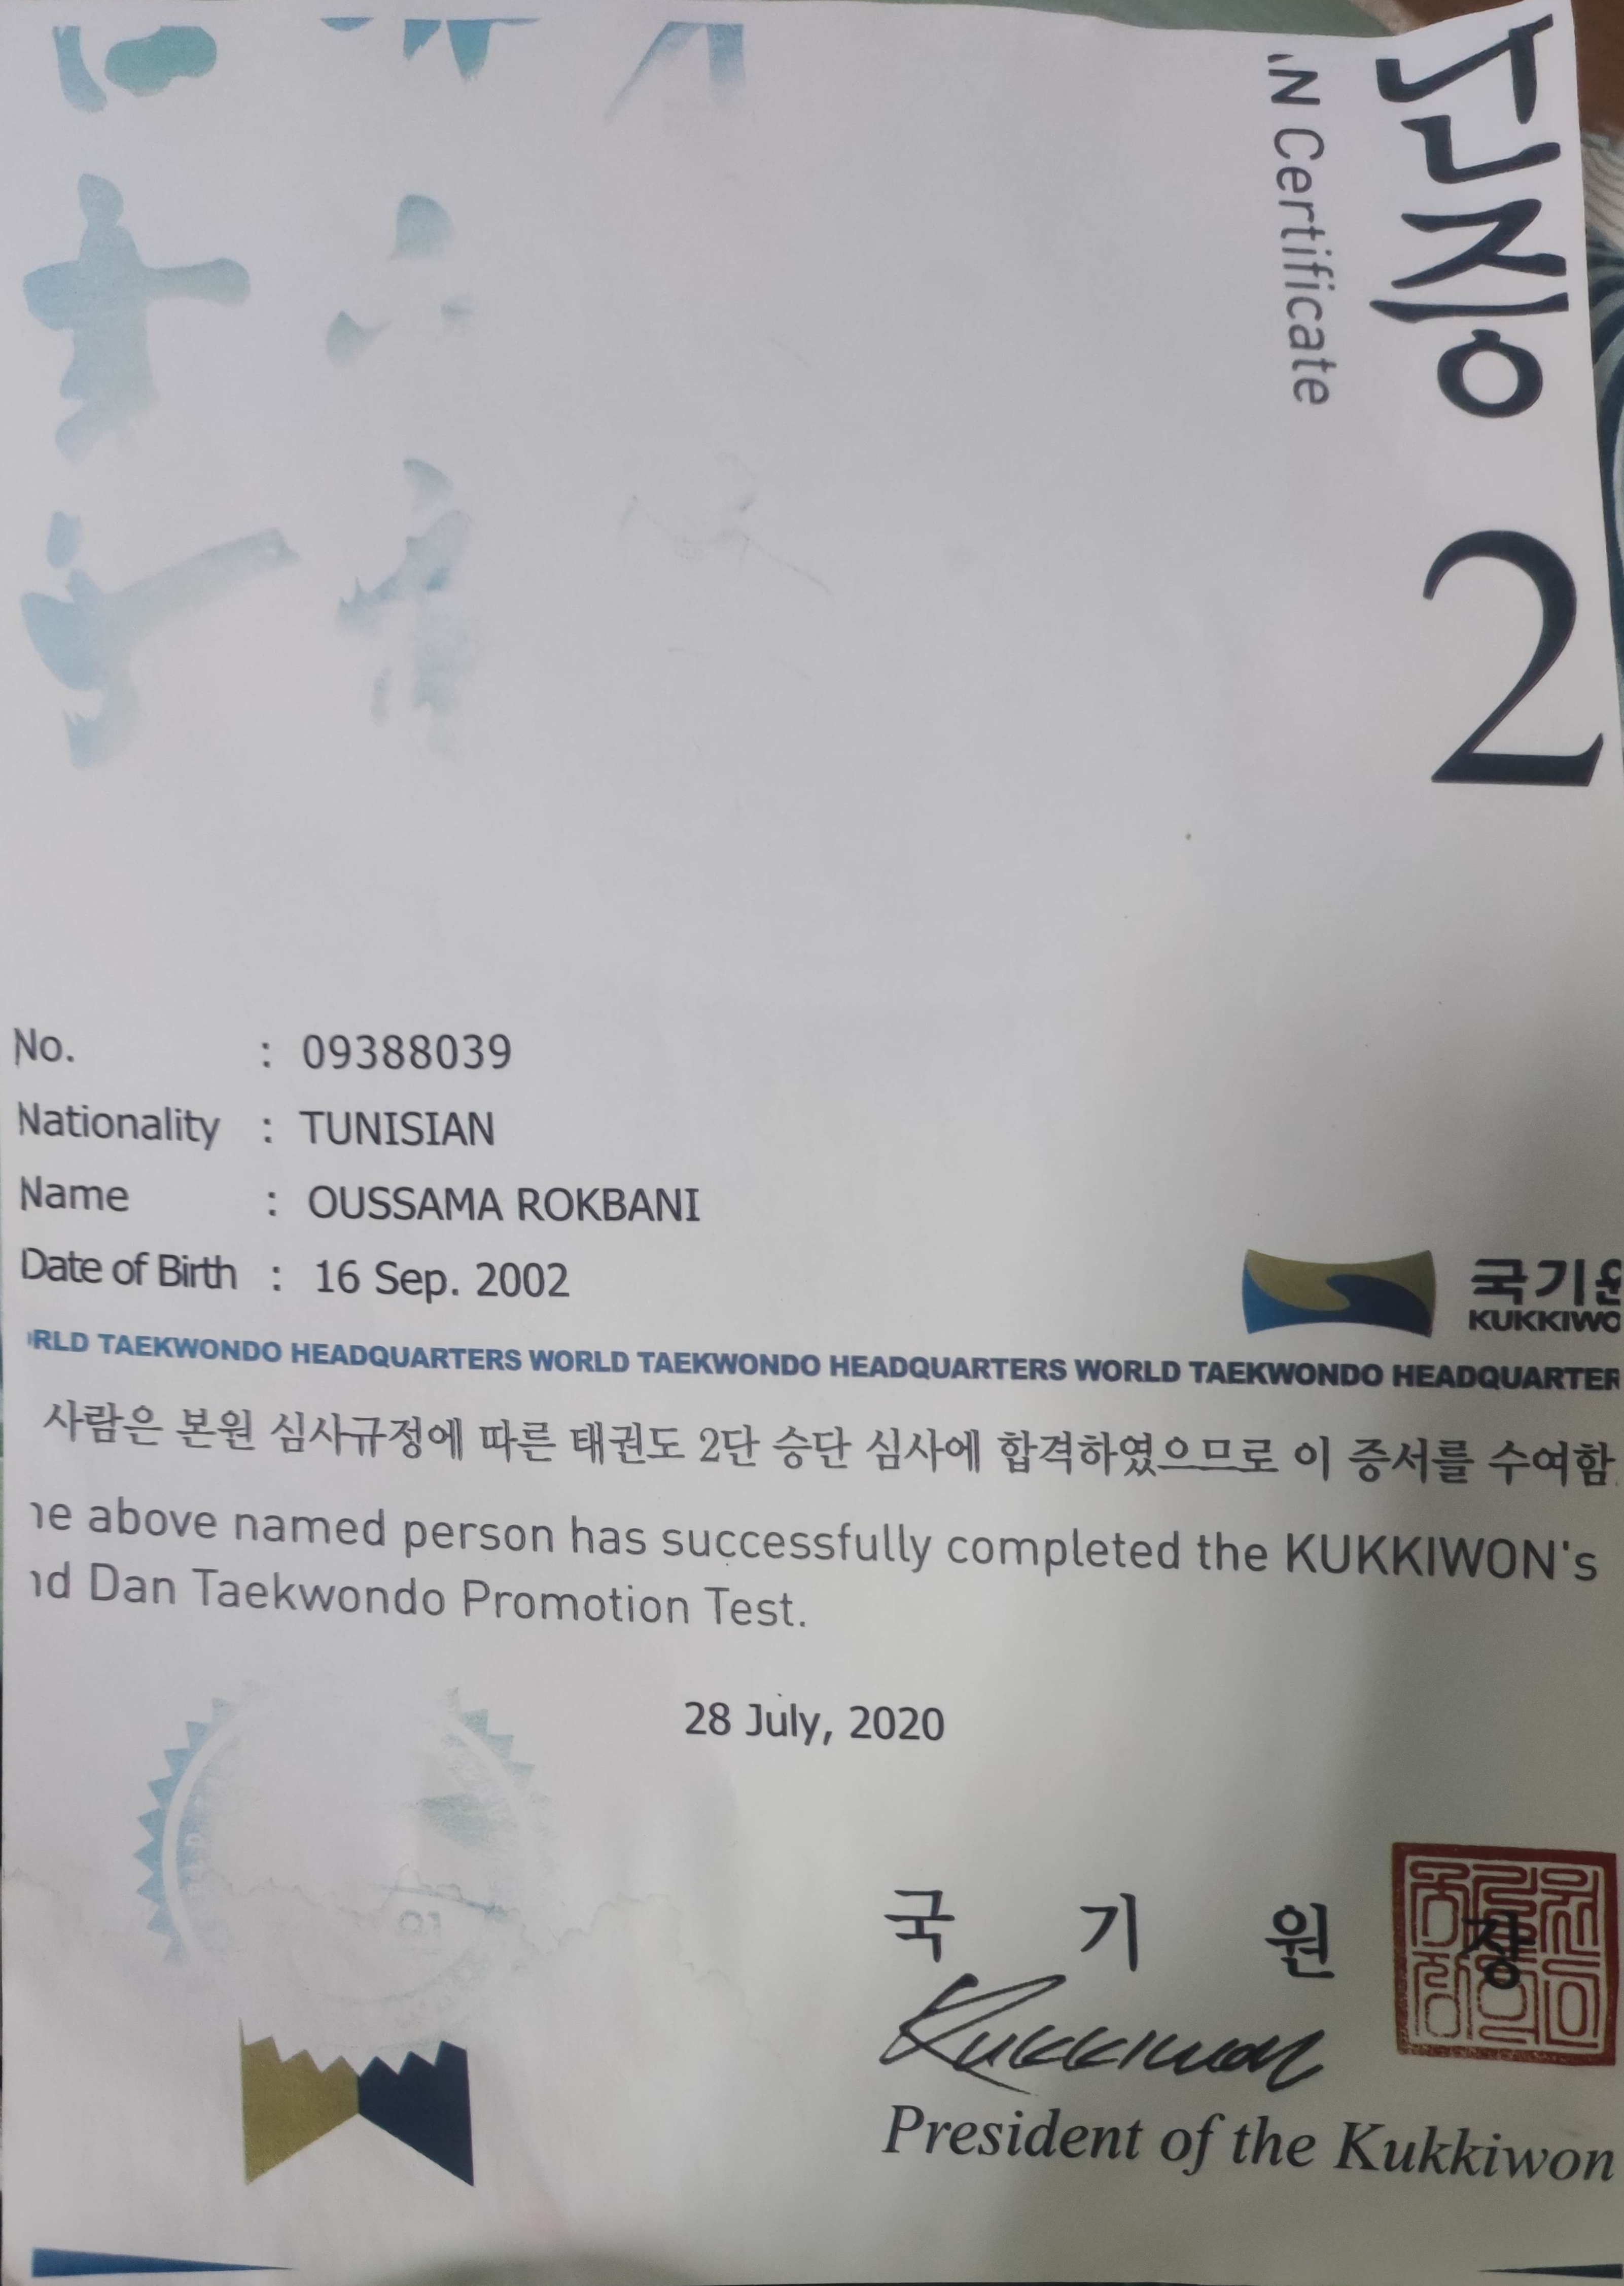 단증
N Certificate
2
No. : 09388039
Nationality : TUNISIAN
Name : OUSSAMA ROKBANI
Date of Birth : 16 Sep. 2002
국기원
KUKKIWO
RLD TAEKWONDO HEADQUARTERS WORLD TAEKWONDO HEADQUARTERS WORLD TAEKWONDO HEADQUARTER
사람은 본원 심사규정에 따른 태권도 2단 승단 심사에 합격하였으므로 이 증서를 수여함
he above named person has successfully completed the KUKKIWON's
nd Dan Taekwondo Promotion Test.
28 July, 2020
국 기 원 장
Kukkiwon
President of the Kukkiwon